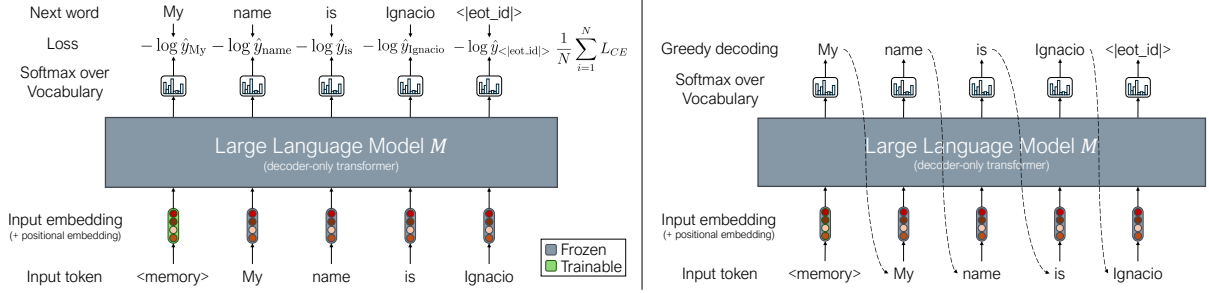 Next word My name is Ignacio <|eot_id|>
Loss − log ŷ_My − log ŷ_name − log ŷ_is − log ŷ_Ignacio − log ŷ_<|eot_id|> 1/N ∑_{i=1}^{N} L_{CE}
Softmax over
Vocabulary
Large Language Model M
(decoder-only transformer)
Input embedding
(+ positional embedding)
Frozen
Trainable
Input token <memory> My name is Ignacio
Greedy decoding My name is Ignacio <|eot_id|>
Softmax over
Vocabulary
Large Language Model M
(decoder-only transformer)
Input embedding
(+ positional embedding)
Input token <memory> My name is Ignacio